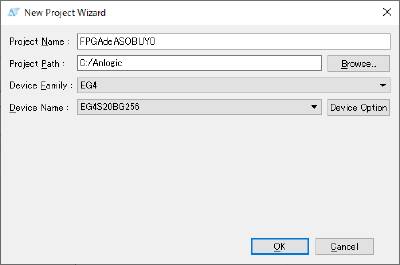 New Project Wizard
Project Name : FPGAdeASOBUYO
Project Path : C:/Anlogic Browse...
Device Family : EG4
Device Name : EG4S20BG256 Device Option
OK Cancel